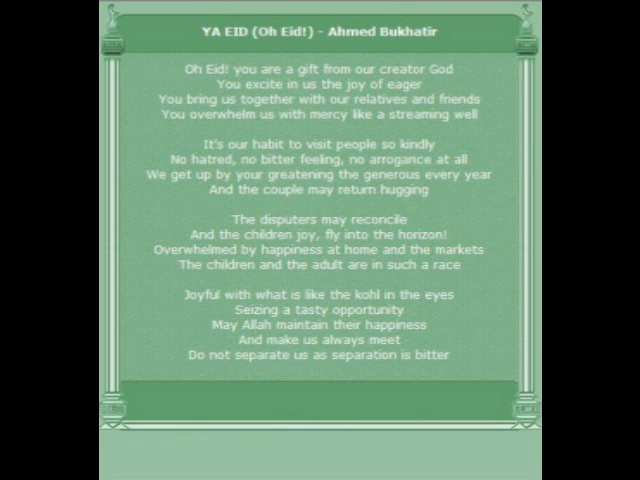 YA EID (Oh Eid!) - Ahmed Bukhatir
Oh Eid! you are a gift from our creator God
You excite in us the joy of eager
You bring us together with our relatives and friends
You overwhelm us with mercy like a streaming well
It's our habit to visit people so kindly
No hatred, no bitter feeling, no arrogance at all
We get up by your greatening the generous every year
And the couple may return hugging
The disputers may reconcile
And the children joy, fly into the horizon!
Overwhelmed by happiness at home and the markets
The children and the adult are in such a race
Joyful with what is like the kohl in the eyes
Seizing a tasty opportunity
May Allah maintain their happiness
And make us always meet
Do not separate us as separation is bitter